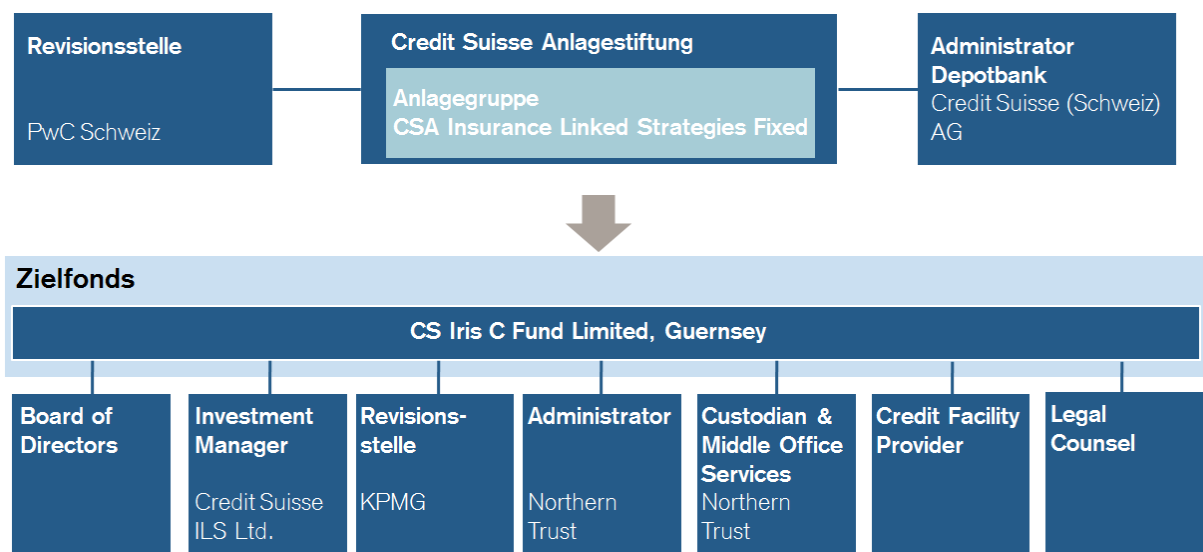 Revisionsstelle
PwC Schweiz
Credit Suisse Anlagestiftung
Anlagegruppe
CSA Insurance Linked Strategies Fixed
Administrator
Depotbank
Credit Suisse (Schweiz)
AG
Zielfonds
CS Iris C Fund Limited, Guernsey
Board of
Directors
Investment
Manager
Credit Suisse
ILS Ltd.
Revisions-
stelle
KPMG
Administrator
Northern
Trust
Custodian &
Middle Office
Services
Northern
Trust
Credit Facility
Provider
Legal
Counsel